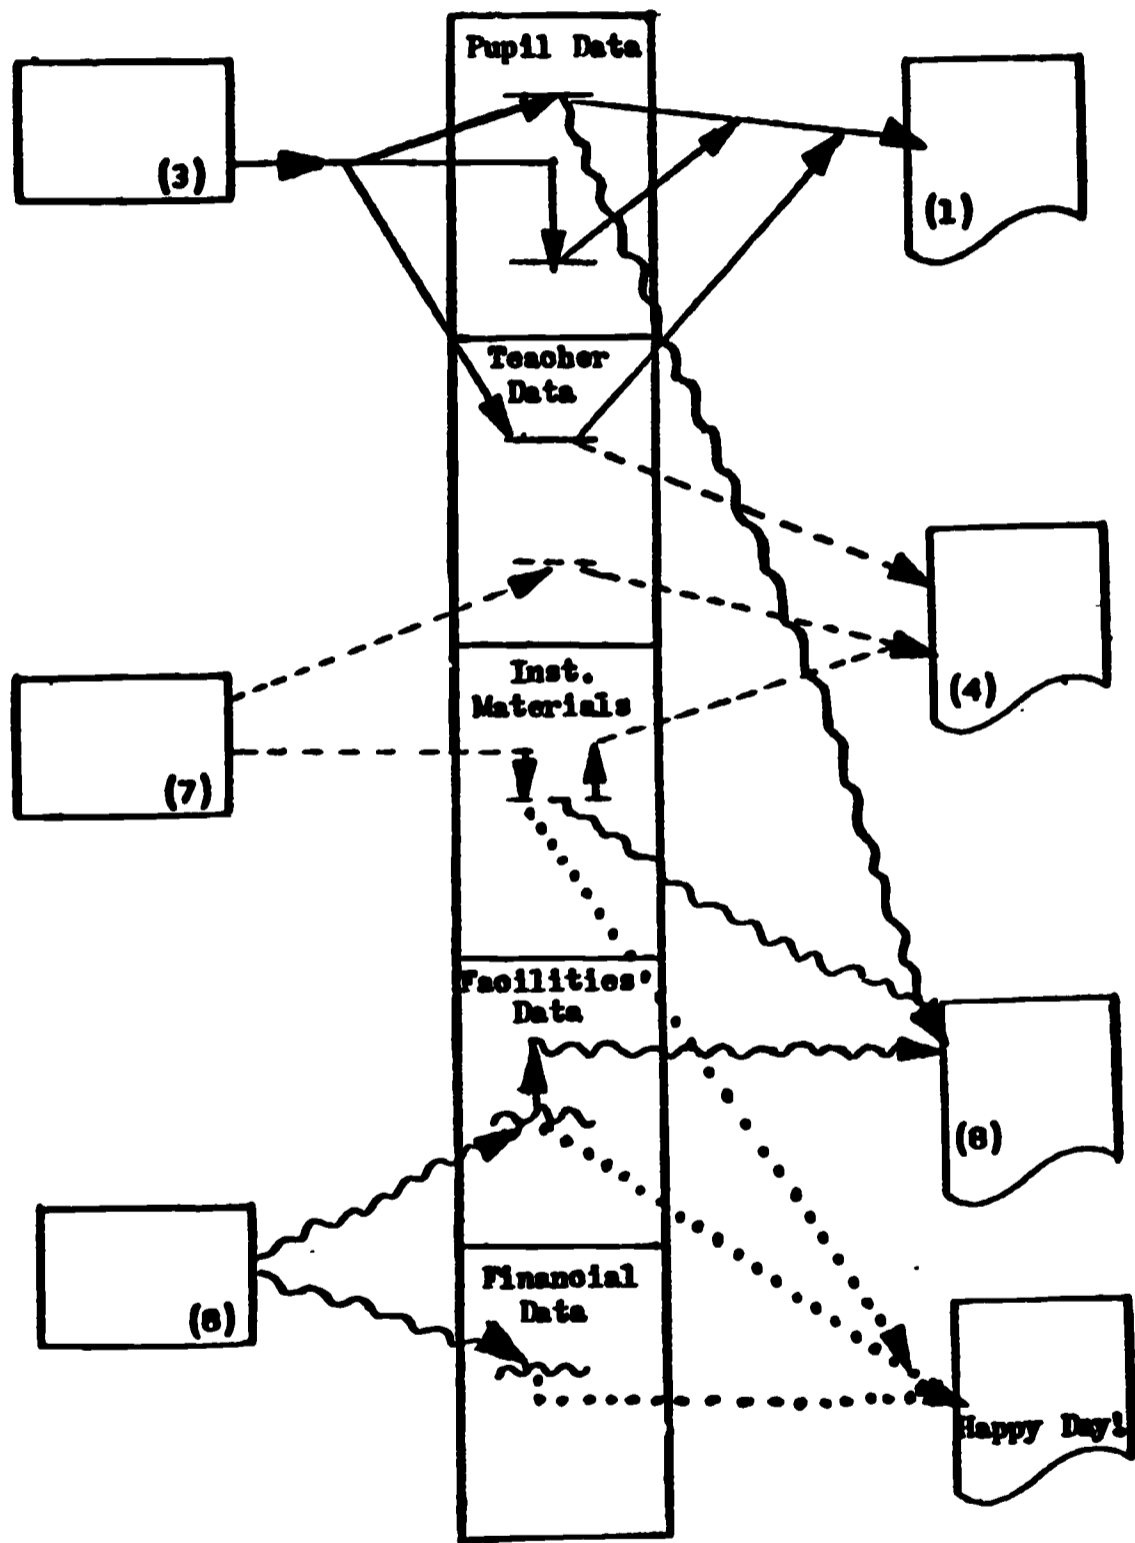 Pupil Data
(3)
(1)
Teacher
Data
(4)
Inst.
Materials
(7)
Facilities'
Data
(8)
Financial
Data
(8)
Happy Day!